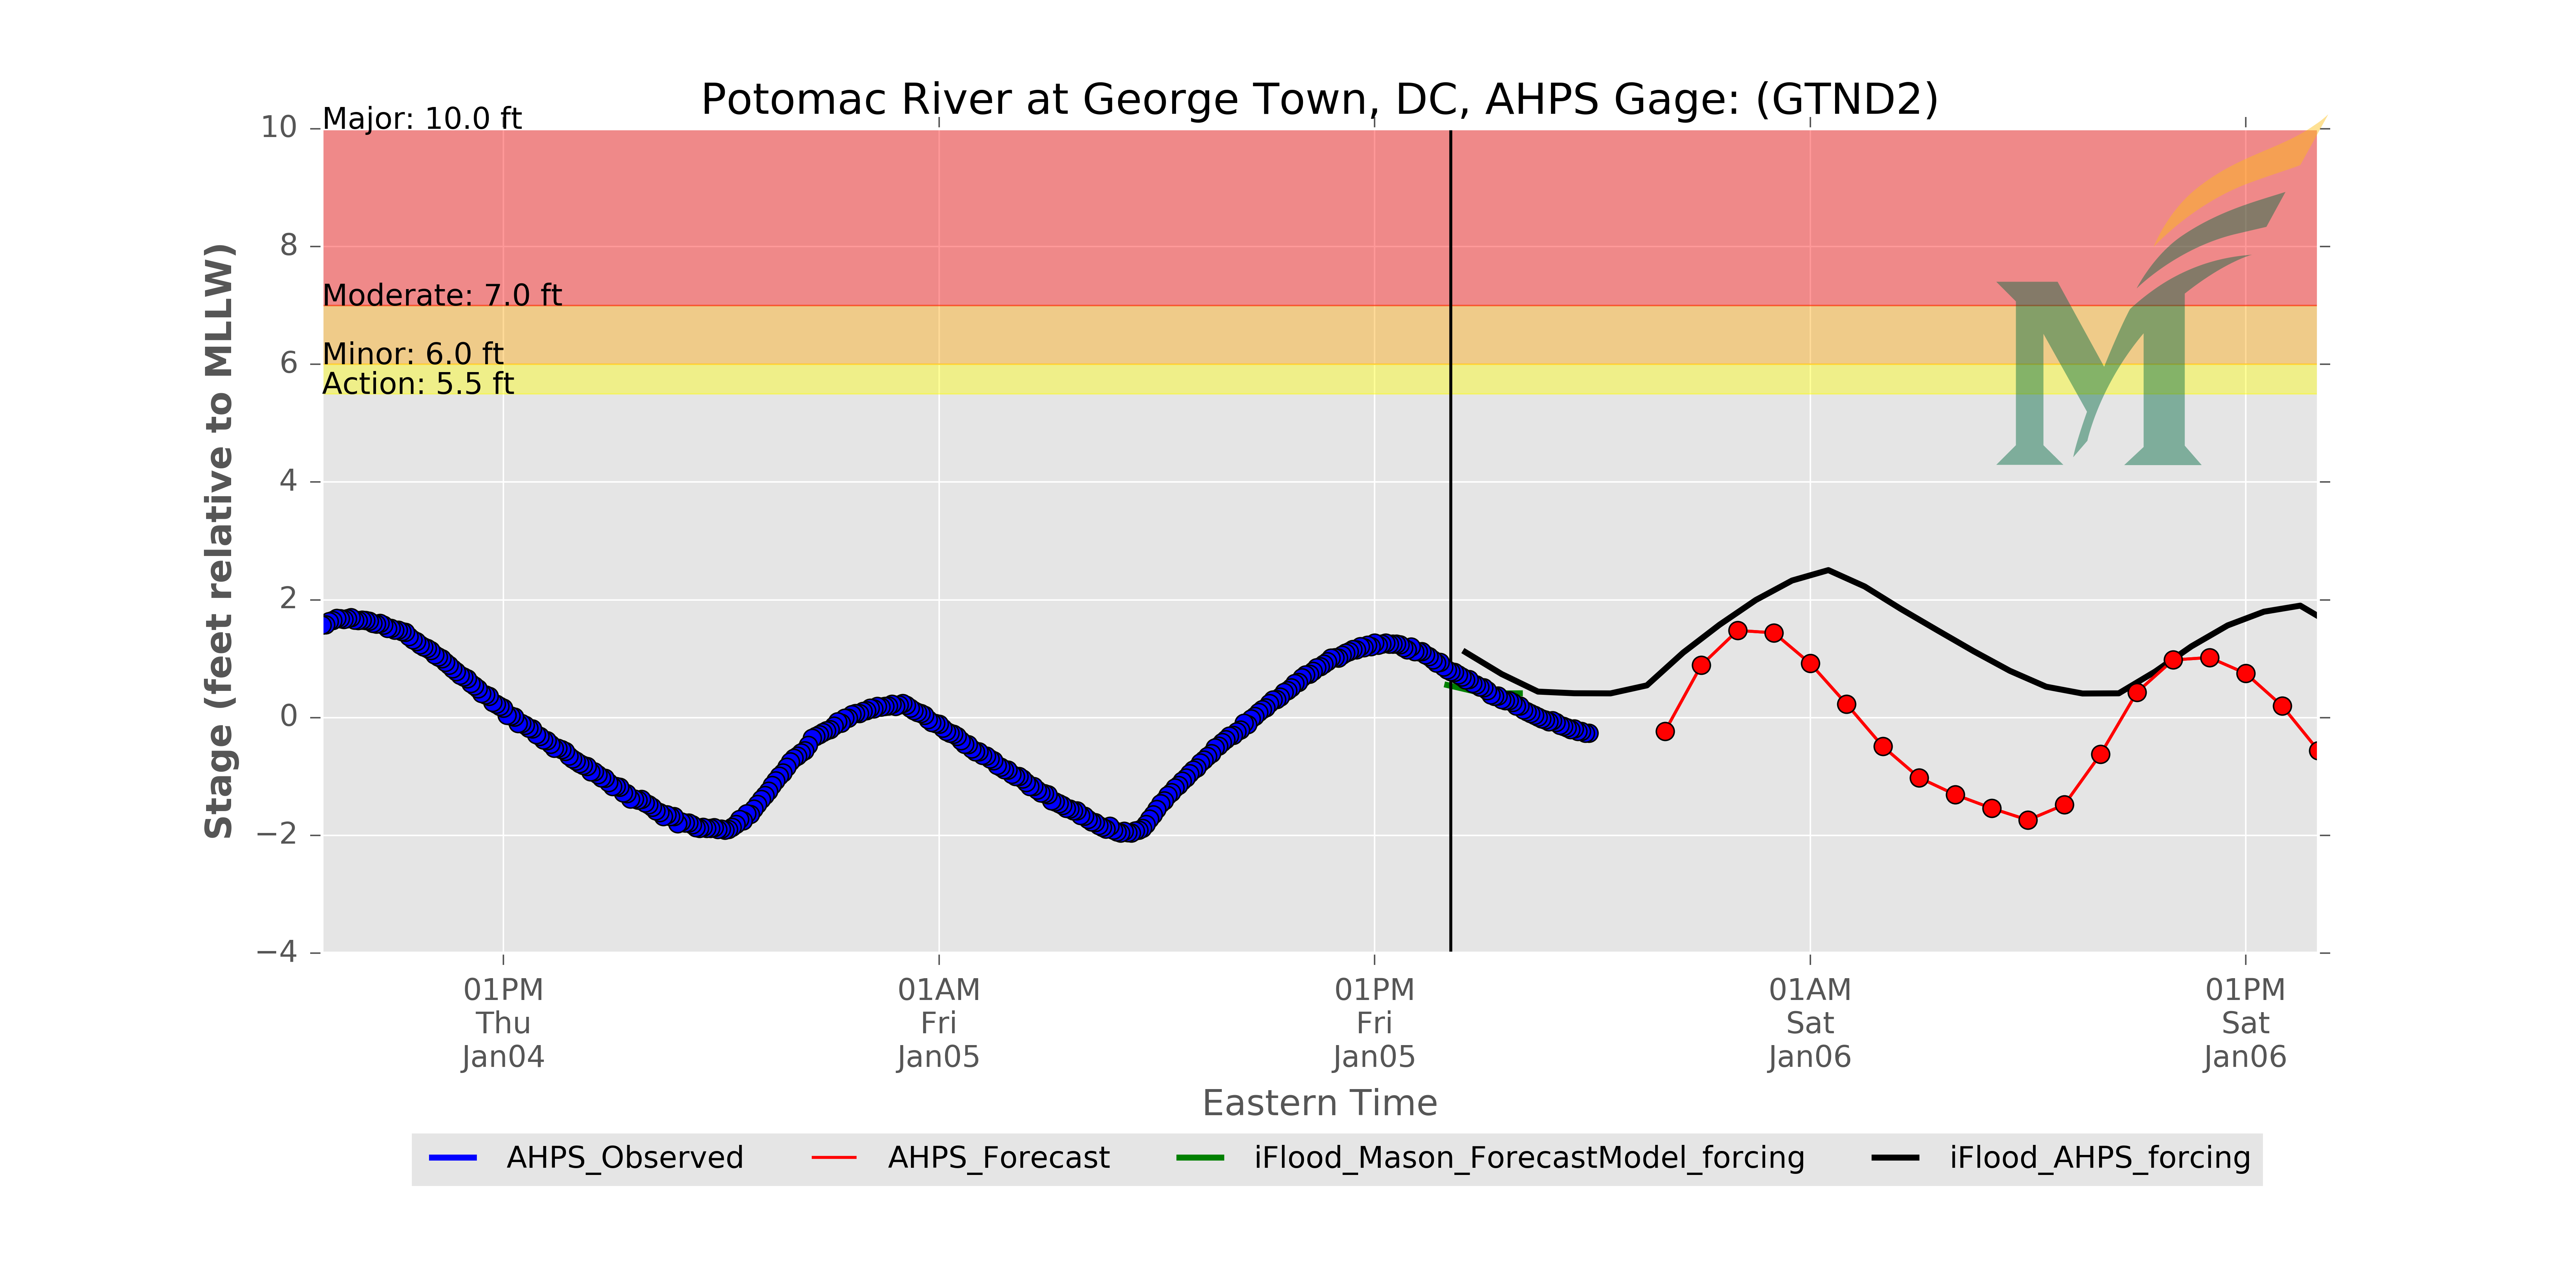 Potomac River at George Town, DC, AHPS Gage: (GTND2)
Major: 10.0 ft
Moderate: 7.0 ft
Minor: 6.0 ft
Action: 5.5 ft
Stage (feet relative to MLLW)
10
8
6
4
2
0
−2
−4
01PM
Thu
Jan04
01AM
Fri
Jan05
01PM
Fri
Jan05
01AM
Sat
Jan06
01PM
Sat
Jan06
Eastern Time
AHPS_Observed
AHPS_Forecast
iFlood_Mason_ForecastModel_forcing
iFlood_AHPS_forcing